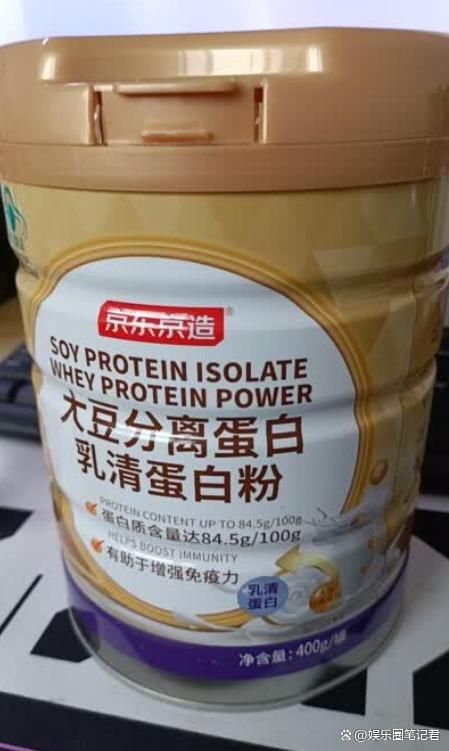 京东京造®
SOY PROTEIN ISOLATE
WHEY PROTEIN POWER
大豆分离蛋白
乳清蛋白粉
PROTEIN CONTENT UP TO 84.5g/100g
蛋白质含量达84.5g/100g
HELPS BOOST IMMUNITY
有助于增强免疫力
乳清
蛋白
净含量:400g/罐
@娱乐圈笔记君